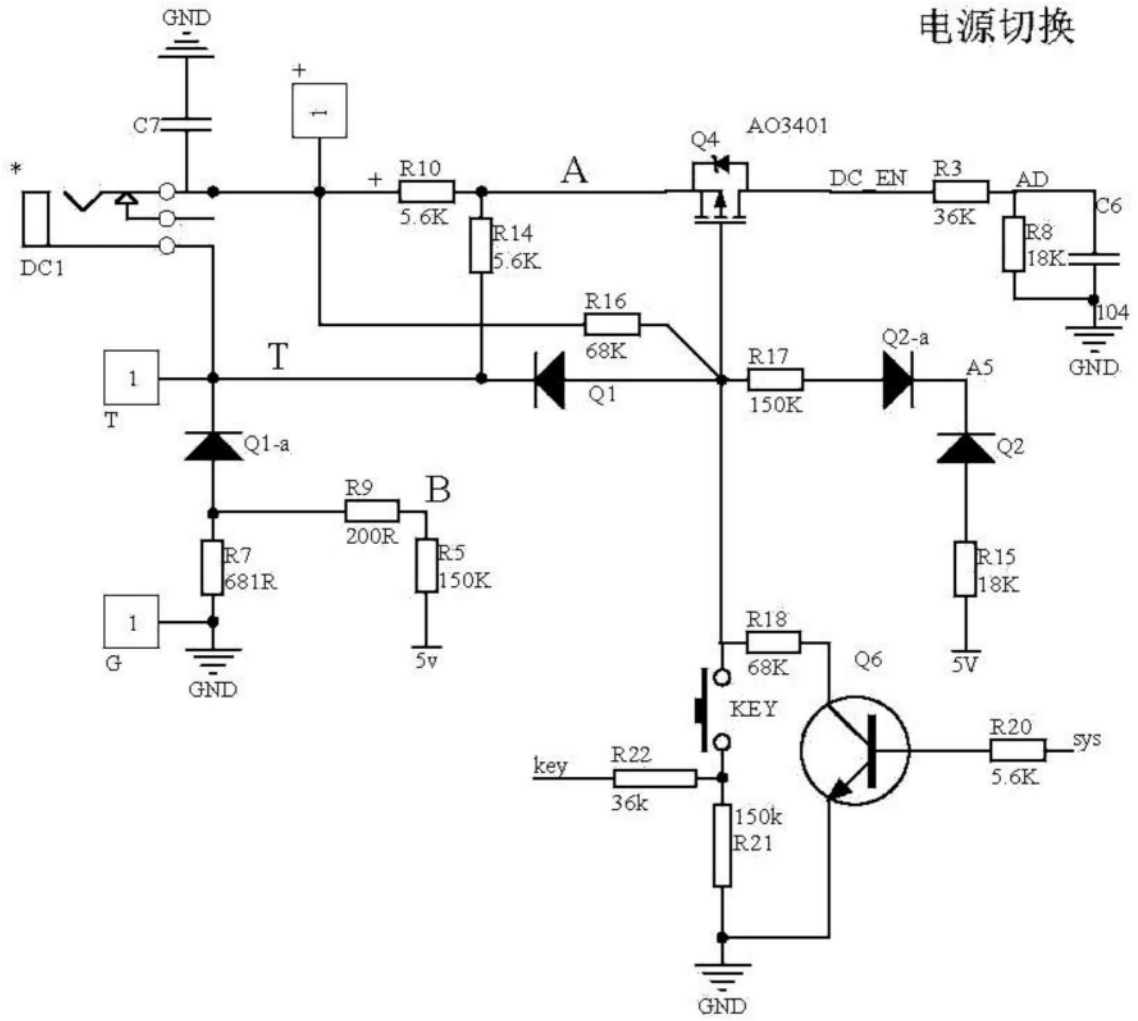 GND
电源切换
+
1
C7
Q4
AO3401
*
+
R10
5.6K
A
DC_EN
R3
36K
AD
C6
R14
5.6K
R8
18K
DC1
104
R16
68K
GND
T
1
T
Q1
R17
150K
Q2-a
A5
Q1-a
Q2
R9
200R
B
R7
681R
R5
150K
R15
18K
1
G
GND
5v
5V
R18
68K
Q6
KEY
R20
5.6K
sys
key
R22
36k
150k
R21
GND